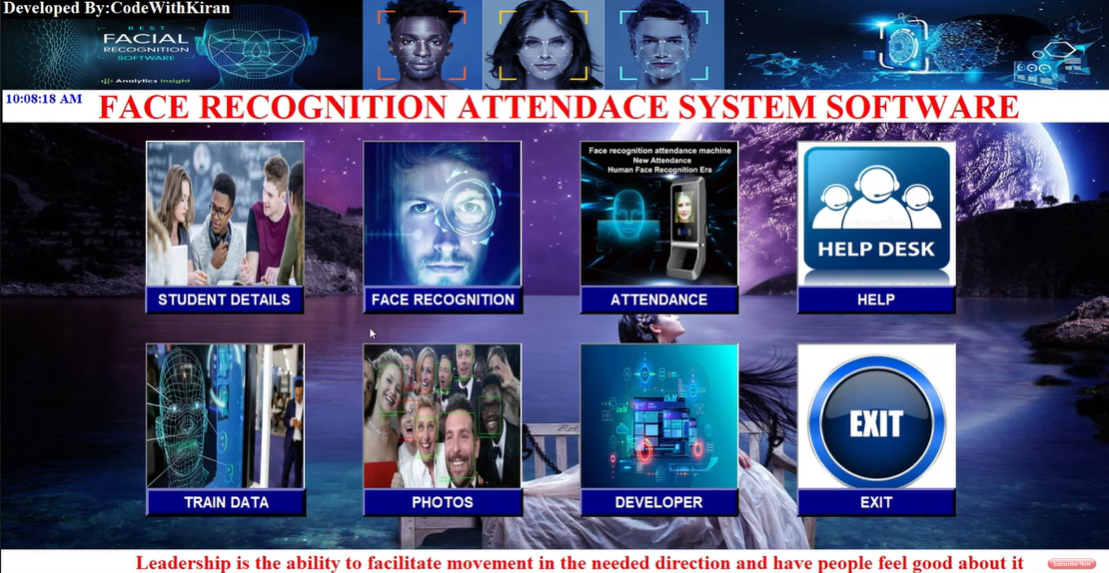 Developed By:CodeWithKiran
BEST
FACIAL
RECOGNITION
SOFTWARE
Analytics Insight
10:08:18 AM
FACE RECOGNITION ATTENDACE SYSTEM SOFTWARE
Face recognition attendance machine
New Attendance
Human Face Recognition Era
HELP DESK
STUDENT DETAILS
FACE RECOGNITION
ATTENDANCE
HELP
EXIT
TRAIN DATA
PHOTOS
DEVELOPER
EXIT
Leadership is the ability to facilitate movement in the needed direction and have people feel good about it
Subscribe Now